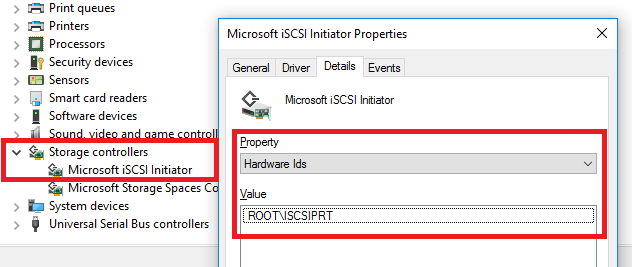 Print queues
Printers
Processors
Security devices
Sensors
Smart card readers
Software devices
Sound, video and game controll
Storage controllers
Microsoft iSCSI Initiator
Microsoft Storage Spaces Co
System devices
Universal Serial Bus controllers
Microsoft iSCSI Initiator Properties
General Driver Details Events
Microsoft iSCSI Initiator
Property
Hardware Ids
Value
ROOT\ISCSIPRT